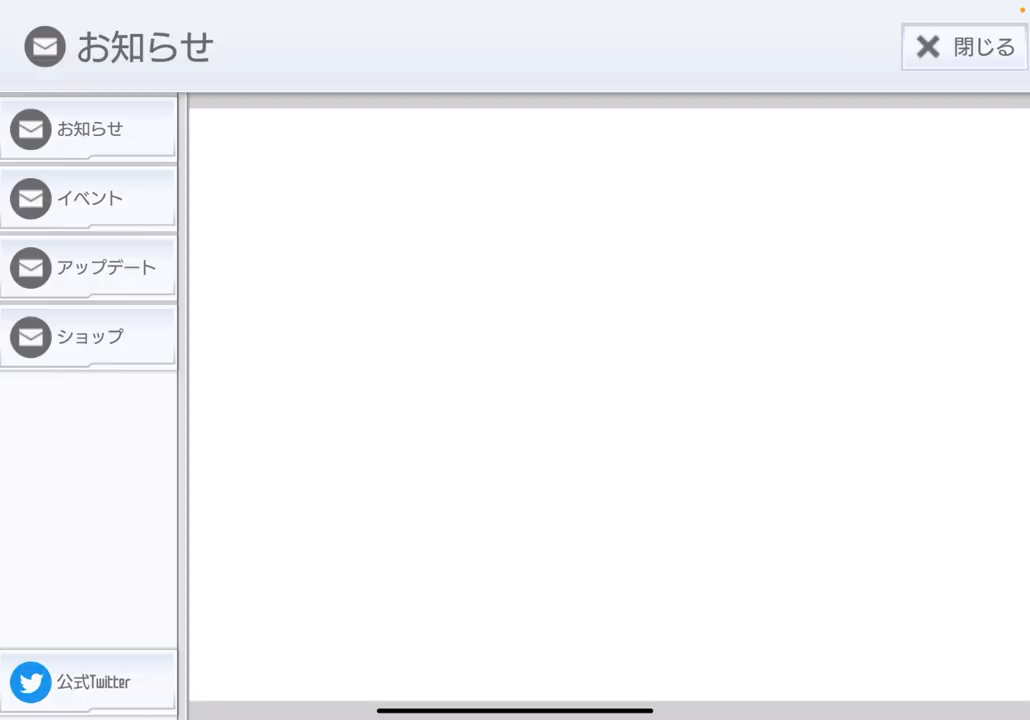 お知らせ
閉じる
お知らせ
イベント
アップデート
ショップ
公式Twitter